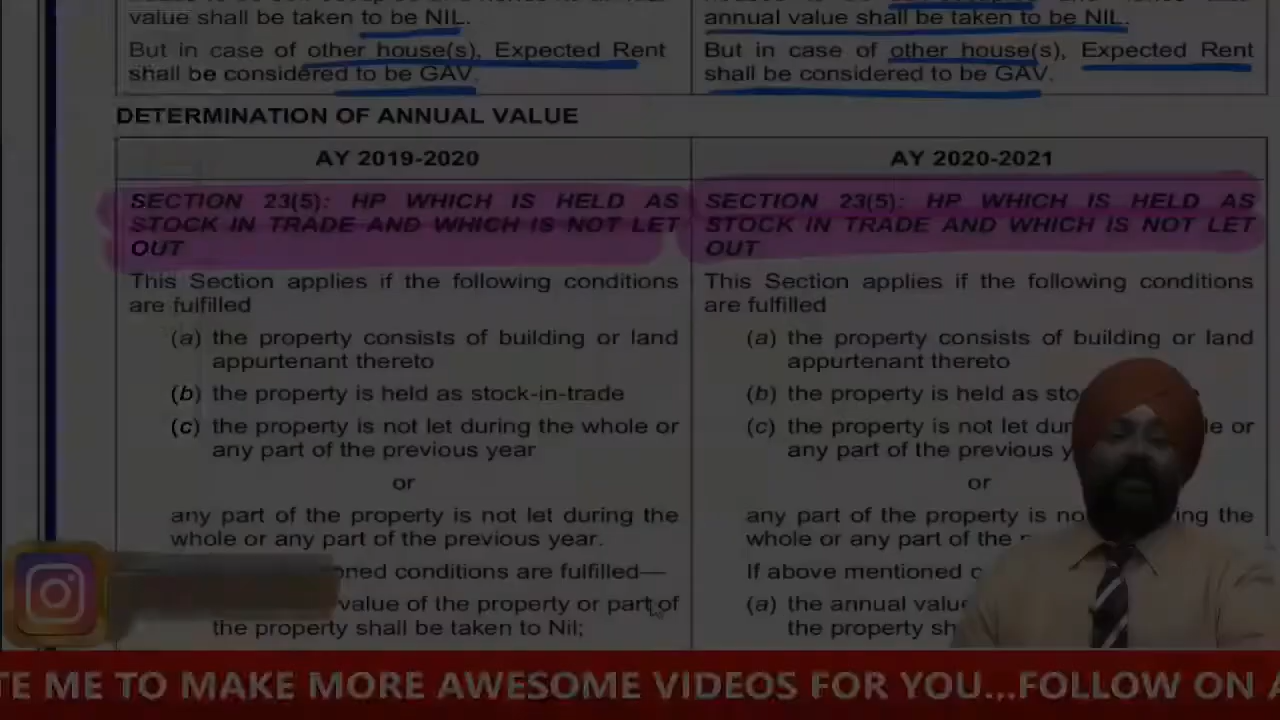 value shall be taken to be NIL.
But in case of other house(s), Expected Rent
shall be considered to be GAV.
annual value shall be taken to be NIL.
But in case of other house(s), Expected Rent
shall be considered to be GAV.
DETERMINATION OF ANNUAL VALUE
AY 2019-2020
SECTION 23(5): HP WHICH IS HELD AS
STOCK IN TRADE AND WHICH IS NOT LET
OUT
This Section applies if the following conditions
are fulfilled
(a) the property consists of building or land
appurtenant thereto
(b) the property is held as stock-in-trade
(c) the property is not let during the whole or
any part of the previous year
or
any part of the property is not let during the
whole or any part of the previous year.
conditions are fulfilled—
value of the property or part of
the property shall be taken to Nil;
AY 2020-2021
SECTION 23(5): HP WHICH IS HELD AS
STOCK IN TRADE AND WHICH IS NOT LET
OUT
This Section applies if the following conditions
are fulfilled
(a) the property consists of building or land
appurtenant thereto
(b) the property is held as
(c) the property is not let or
any part of the previous
or
any part of the property is the
whole or any part of the
If above mentioned
(a) the annual
the property
ME TO MAKE MORE AWESOME VIDEOS FOR YOU...FOLLOW ON